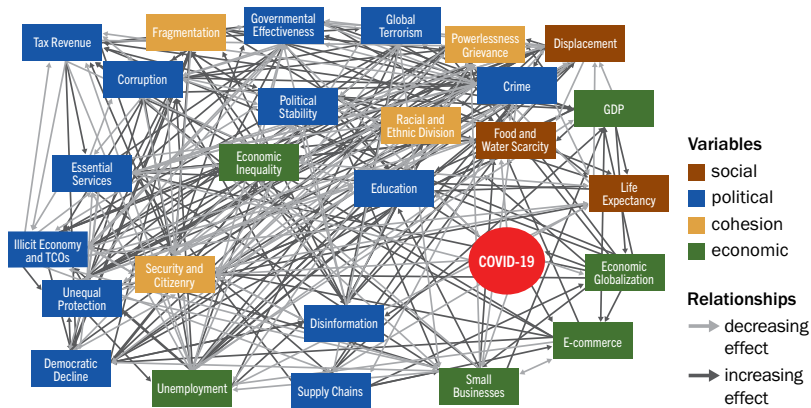 Tax Revenue
Fragmentation
Governmental
Effectiveness
Global
Terrorism
Powerlessness
Grievance
Displacement
Corruption
Political
Stability
Crime
GDP
Racial and
Ethnic Division
Food and
Water Scarcity
Economic
Inequality
Essential
Services
Education
Life
Expectancy
Illicit Economy
and TCOs
Security and
Citizenry
COVID-19
Economic
Globalization
Unequal
Protection
Disinformation
E-commerce
Democratic
Decline
Unemployment
Supply Chains
Small
Businesses
Variables
social
political
cohesion
economic
Relationships
decreasing
effect
increasing
effect